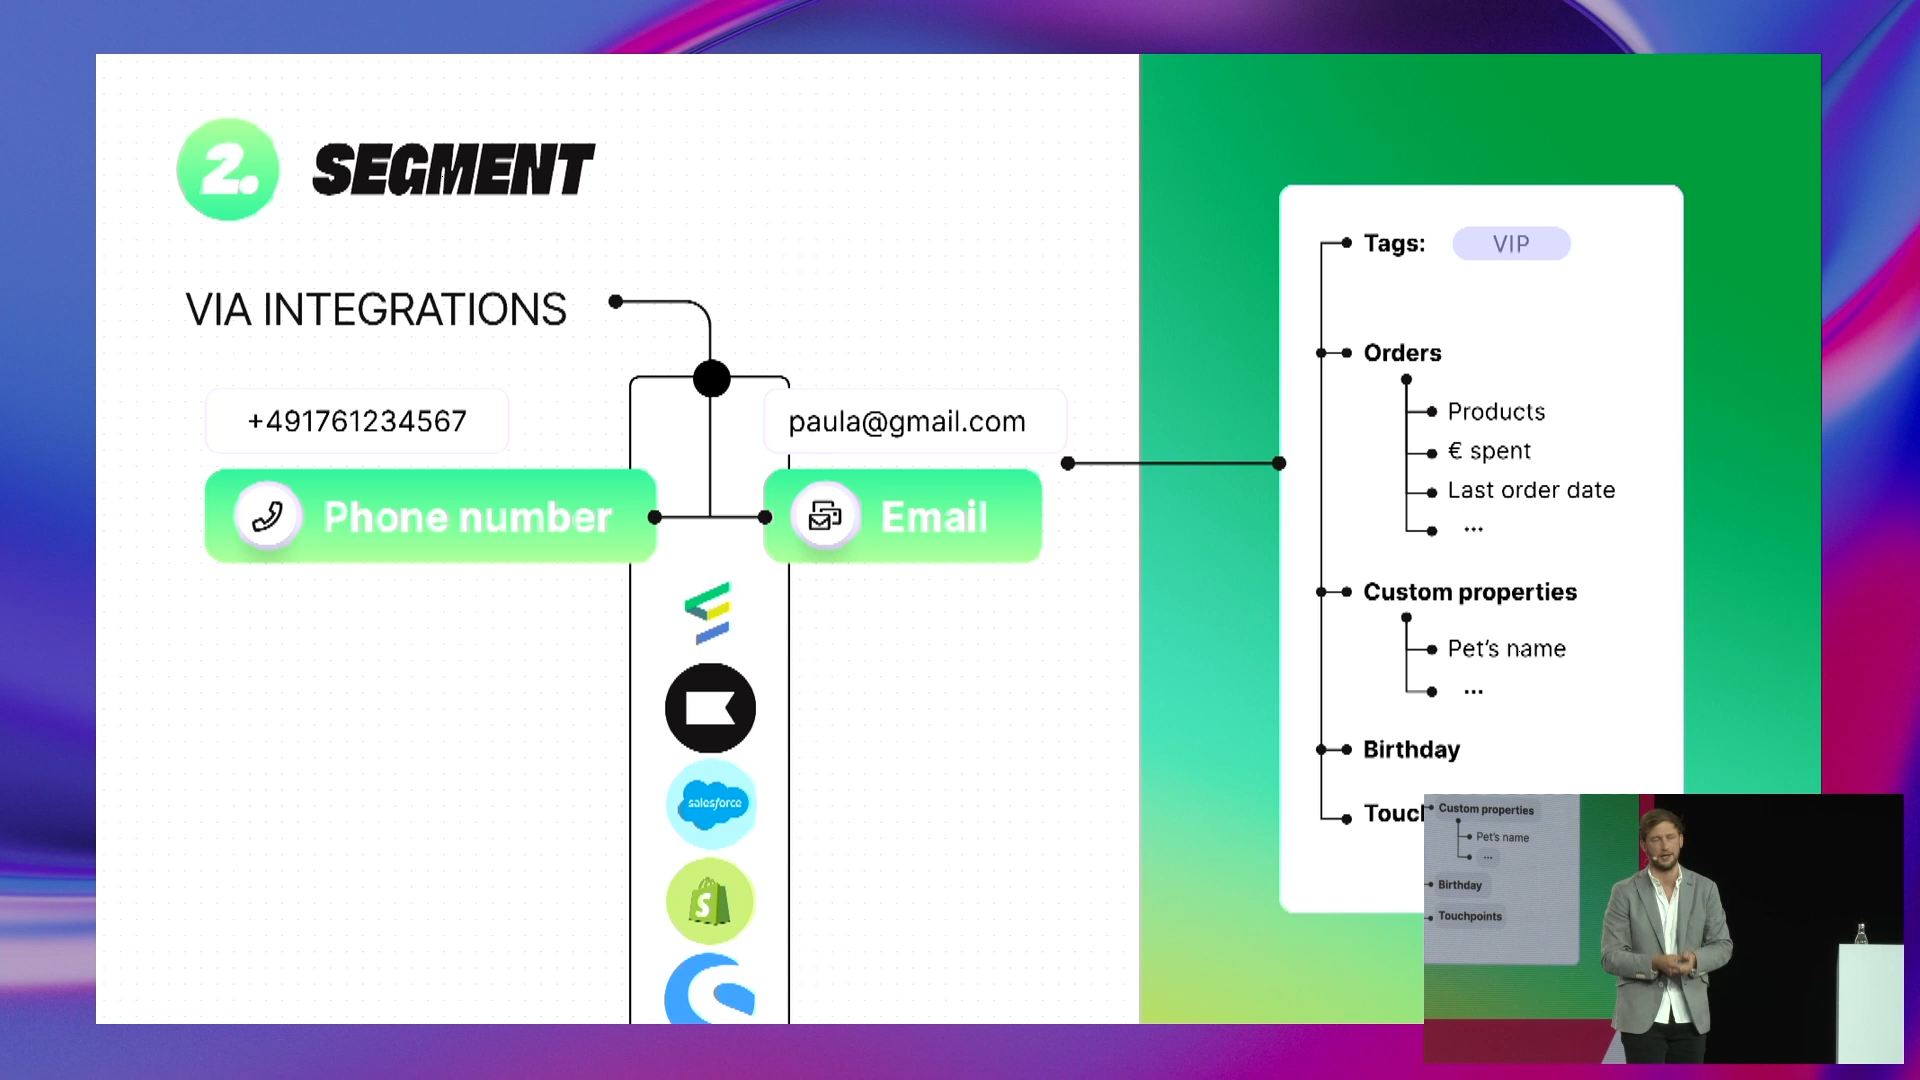 2. SEGMENT
VIA INTEGRATIONS
+491761234567
paula@gmail.com
Phone number
Email
salesforce
S
Tags: VIP
Orders
Products
€ spent
Last order date
...
Custom properties
Pet’s name
...
Birthday
Touch
Custom properties
Pet's name
...
Birthday
Touchpoints